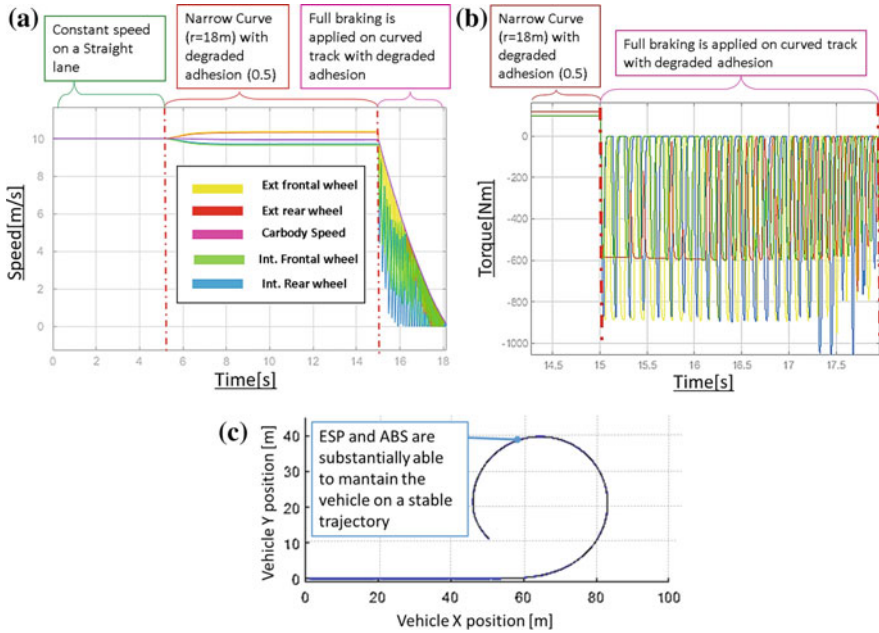 (a)
Constant speed
on a Straight
lane
Narrow Curve
(r=18m) with
degraded
adhesion (0.5)
Full braking is
applied on curved
track with degraded
adhesion
10
8
6
4
2
0
Speed[m/s]
Ext frontal wheel
Ext rear wheel
Carbody Speed
Int. Frontal wheel
Int. Rear wheel
0 2 4 6 8 10 12 14 16 18
Time[s]
(b)
Narrow Curve
(r=18m) with
degraded
adhesion (0.5)
Full braking is applied on curved track
with degraded adhesion
0
-200
-400
-600
-800
-1000
Torque[Nm]
14.5 15 15.5 16 16.5 17 17.5
Time[s]
(c)
ESP and ABS are
substantially able
to mantain the
vehicle on a stable
trajectory
40
30
20
10
0
Vehicle Y position [m]
0 20 40 60 80 100
Vehicle X position [m]